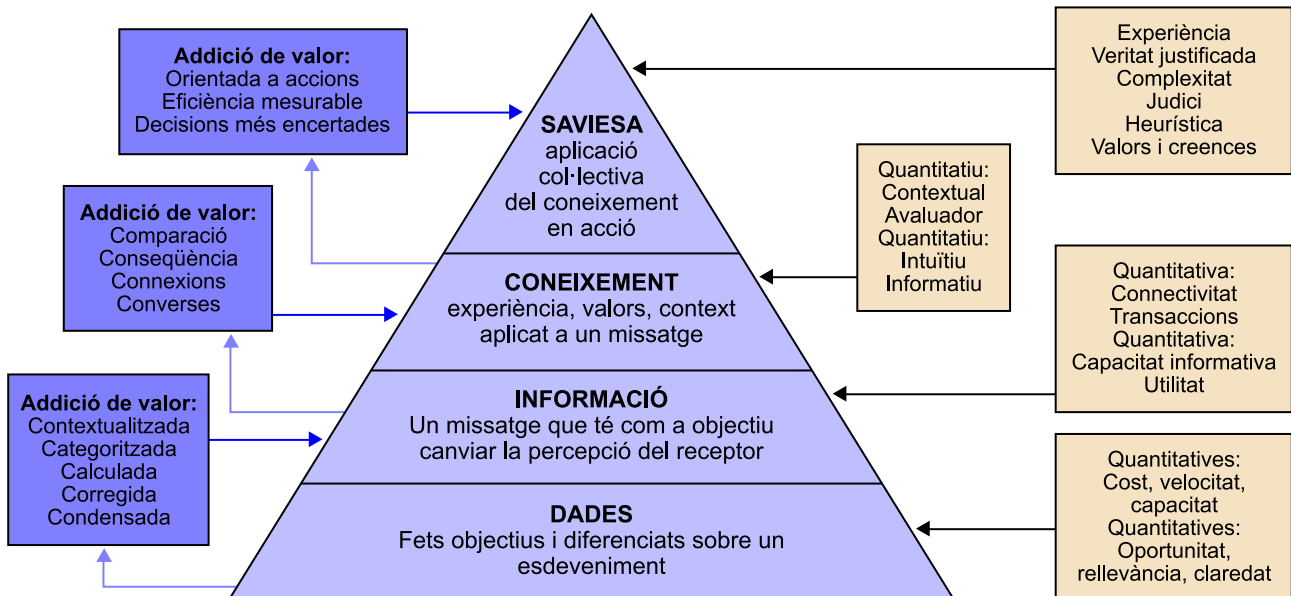 Addició de valor:
Orientada a accions
Eficiència mesurable
Decisions més encertades
Addició de valor:
Comparació
Conseqüència
Connexions
Converses
Addició de valor:
Contextualitzada
Categoritzada
Calculada
Corregida
Condensada
SAVIESA
aplicació
col·lectiva
del coneixement
en acció
CONEIXEMENT
experiència, valors, context
aplicat a un missatge
INFORMACIÓ
Un missatge que té com a objectiu
canviar la percepció del receptor
DADES
Fets objectius i diferenciats sobre un
esdeveniment
Experiència
Veritat justificada
Complexitat
Judici
Heurística
Valors i creences
Quantitatiu:
Contextual
Avaluador
Quantitatiu:
Intuïtiu
Informatiu
Quantitativa:
Connectivitat
Transaccions
Quantitativa:
Capacitat informativa
Utilitat
Quantitatives:
Cost, velocitat,
capacitat
Quantitatives:
Oportunitat,
rellevància, claredat